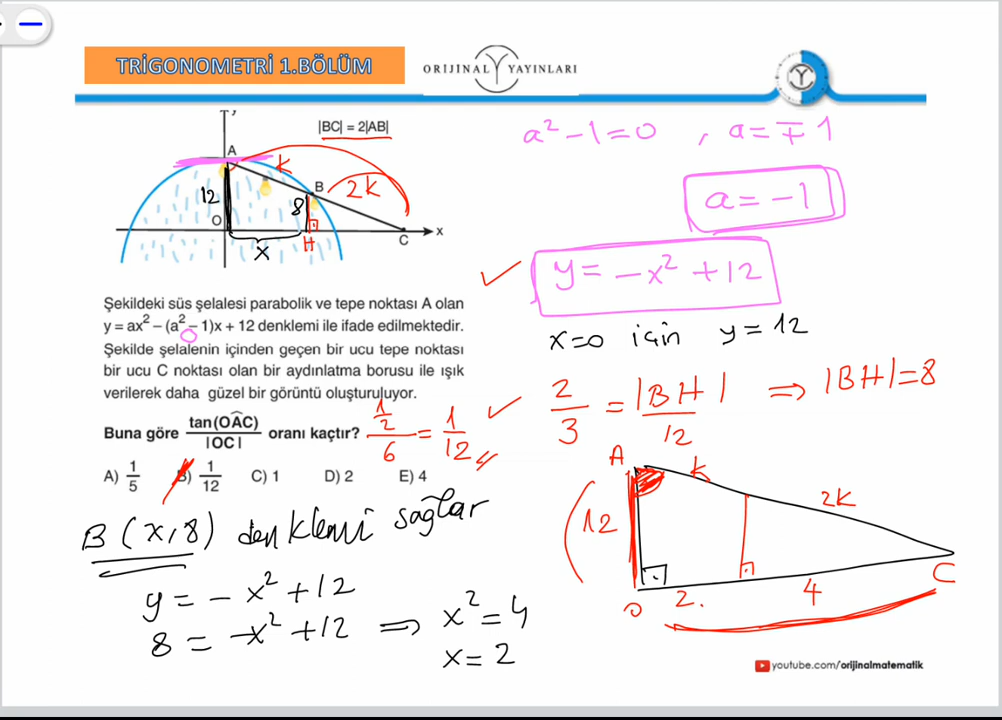 TRİGONOMETRİ 1.BÖLÜM
ORIJINAL YAYINLARI
|BC| = 2|AB|
A
k
B
2K
12
8
O
H
C
x
x
a² - 1 = 0 , a = ∓ 1
a = -1
y = -x² + 12
x=0 için y = 12
Şekildeki süs şelalesi parabolik ve tepe noktası A olan
y = ax² – (a² – 1)x + 12 denklemi ile ifade edilmektedir.
0
Şekilde şelalenin içinden geçen bir ucu tepe noktası
bir ucu C noktası olan bir aydınlatma borusu ile ışık
verilerek daha güzel bir görüntü oluşturuluyor.
Buna göre tan(OAC)/|OC| oranı kaçtır?
1/2/6 = 1/12
A) 1/5 B) 1/12 C) 1 D) 2 E) 4
2/3 = |BH|/12 ⇒ |BH|=8
A
k
2K
12
O
2.
4
C
B (x,8) denklemi sağlar
y = - x² + 12
8 = -x² + 12 ⇒ x² = 4
x = 2
youtube.com/orijinalmatematik